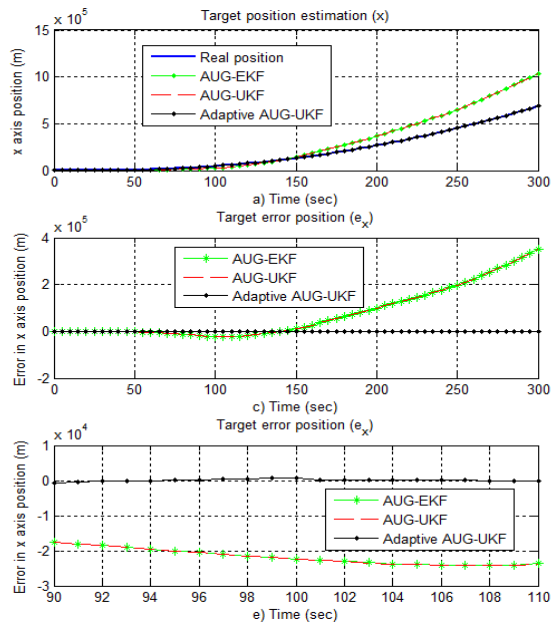 Target position estimation (x)
x 10^5
15
10
5
0
x axis position (m)
Real position
AUG-EKF
AUG-UKF
Adaptive AUG-UKF
0 50 100 150 200 250 300
a) Time (sec)
Target error position (e_x)
x 10^5
4
2
0
-2
Error in x axis position (m)
AUG-EKF
AUG-UKF
Adaptive AUG-UKF
0 50 100 150 200 250 300
c) Time (sec)
Target error position (e_x)
x 10^4
1
0
-1
-2
-3
Error in x axis position (m)
AUG-EKF
AUG-UKF
Adaptive AUG-UKF
90 92 94 96 98 100 102 104 106 108 110
e) Time (sec)